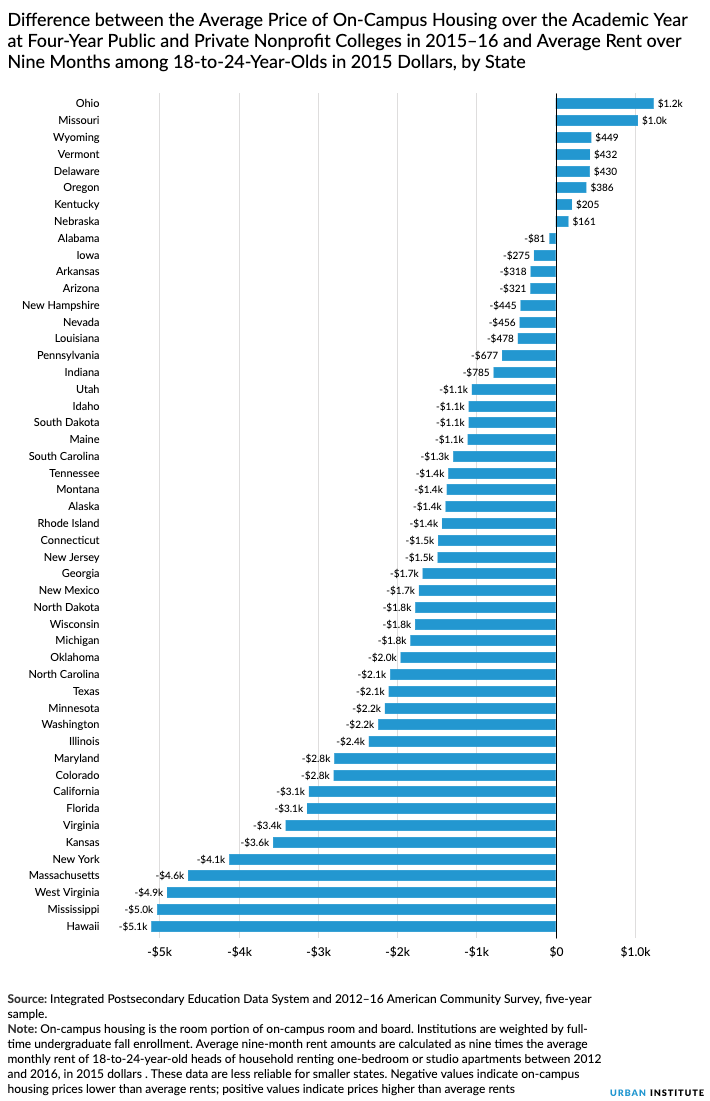 Difference between the Average Price of On-Campus Housing over the Academic Year
at Four-Year Public and Private Nonprofit Colleges in 2015–16 and Average Rent over
Nine Months among 18-to-24-Year-Olds in 2015 Dollars, by State
Ohio $1.2k
Missouri $1.0k
Wyoming $449
Vermont $432
Delaware $430
Oregon $386
Kentucky $205
Nebraska $161
Alabama -$81
Iowa -$275
Arkansas -$318
Arizona -$321
New Hampshire -$445
Nevada -$456
Louisiana -$478
Pennsylvania -$677
Indiana -$785
Utah -$1.1k
Idaho -$1.1k
South Dakota -$1.1k
Maine -$1.1k
South Carolina -$1.3k
Tennessee -$1.4k
Montana -$1.4k
Alaska -$1.4k
Rhode Island -$1.4k
Connecticut -$1.5k
New Jersey -$1.5k
Georgia -$1.7k
New Mexico -$1.7k
North Dakota -$1.8k
Wisconsin -$1.8k
Michigan -$1.8k
Oklahoma -$2.0k
North Carolina -$2.1k
Texas -$2.1k
Minnesota -$2.2k
Washington -$2.2k
Illinois -$2.4k
Maryland -$2.8k
Colorado -$2.8k
California -$3.1k
Florida -$3.1k
Virginia -$3.4k
Kansas -$3.6k
New York -$4.1k
Massachusetts -$4.6k
West Virginia -$4.9k
Mississippi -$5.0k
Hawaii -$5.1k
-$5k -$4k -$3k -$2k -$1k $0 $1.0k
Source: Integrated Postsecondary Education Data System and 2012–16 American Community Survey, five-year
sample.
Note: On-campus housing is the room portion of on-campus room and board. Institutions are weighted by full-
time undergraduate fall enrollment. Average nine-month rent amounts are calculated as nine times the average
monthly rent of 18-to-24-year-old heads of household renting one-bedroom or studio apartments between 2012
and 2016, in 2015 dollars . These data are less reliable for smaller states. Negative values indicate on-campus
housing prices lower than average rents; positive values indicate prices higher than average rents
URBAN INSTITUTE